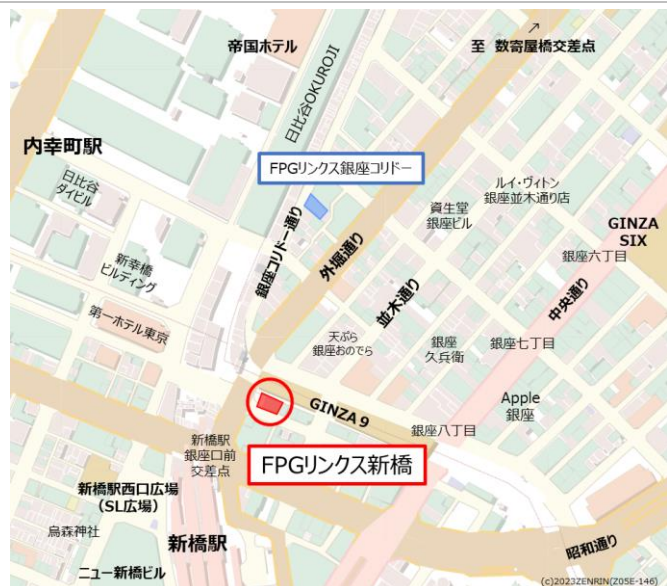 帝国ホテル
↗
至 数寄屋橋交差点
日比谷OKUROJI
内幸町駅
FPGリンクス銀座コリドー
日比谷
ダイビル
ルイ・ヴィトン
銀座並木通り店
資生堂
銀座ビル
GINZA
SIX
銀座コリドー通り
外堀通り
銀座六丁目
新幸橋
ビルディング
並木通り
中央通り
第一ホテル東京
天ぷら
銀座おのでら
銀座
久兵衛
銀座七丁目
Apple
銀座
GINZA 9
銀座八丁目
新橋駅
銀座口前
交差点
FPGリンクス新橋
新橋駅西口広場
（SL広場）
烏森神社
新橋駅
昭和通り
ニュー新橋ビル
(c)2023ZENRIN(Z05E-146)